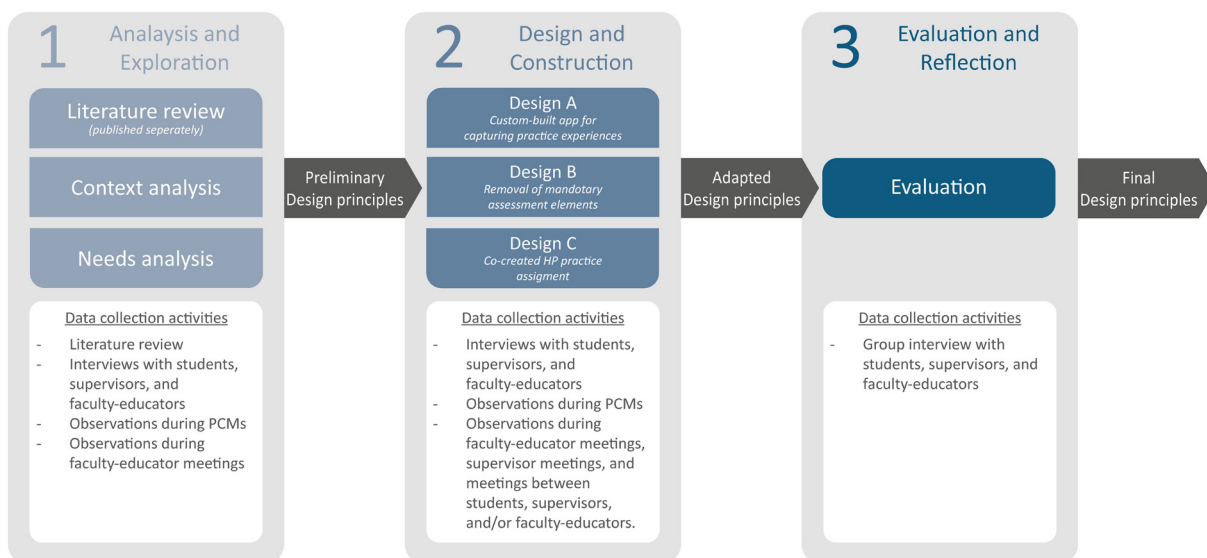 1
Analaysis and
Exploration
Literature review
(published seperately)
Context analysis
Needs analysis
Data collection activities
- Literature review
- Interviews with students,
supervisors, and
faculty-educators
- Observations during PCMs
- Observations during
faculty-educator meetings
Preliminary
Design principles
2
Design and
Construction
Design A
Custom-built app for
capturing practice experiences
Design B
Removal of mandotary
assessment elements
Design C
Co-created HP practice
assigment
Data collection activities
- Interviews with students,
supervisors, and
faculty-educators
- Observations during PCMs
- Observations during
faculty-educator meetings,
supervisor meetings, and
meetings between
students, supervisors,
and/or faculty-educators.
Adapted
Design principles
3
Evaluation and
Reflection
Evaluation
Data collection activities
- Group interview with
students, supervisors, and
faculty-educators
Final
Design principles